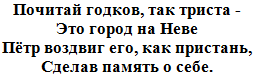 Почитай годков, так триста -
Это город на Неве
Пётр воздвиг его, как пристань,
Сделав память о себе.